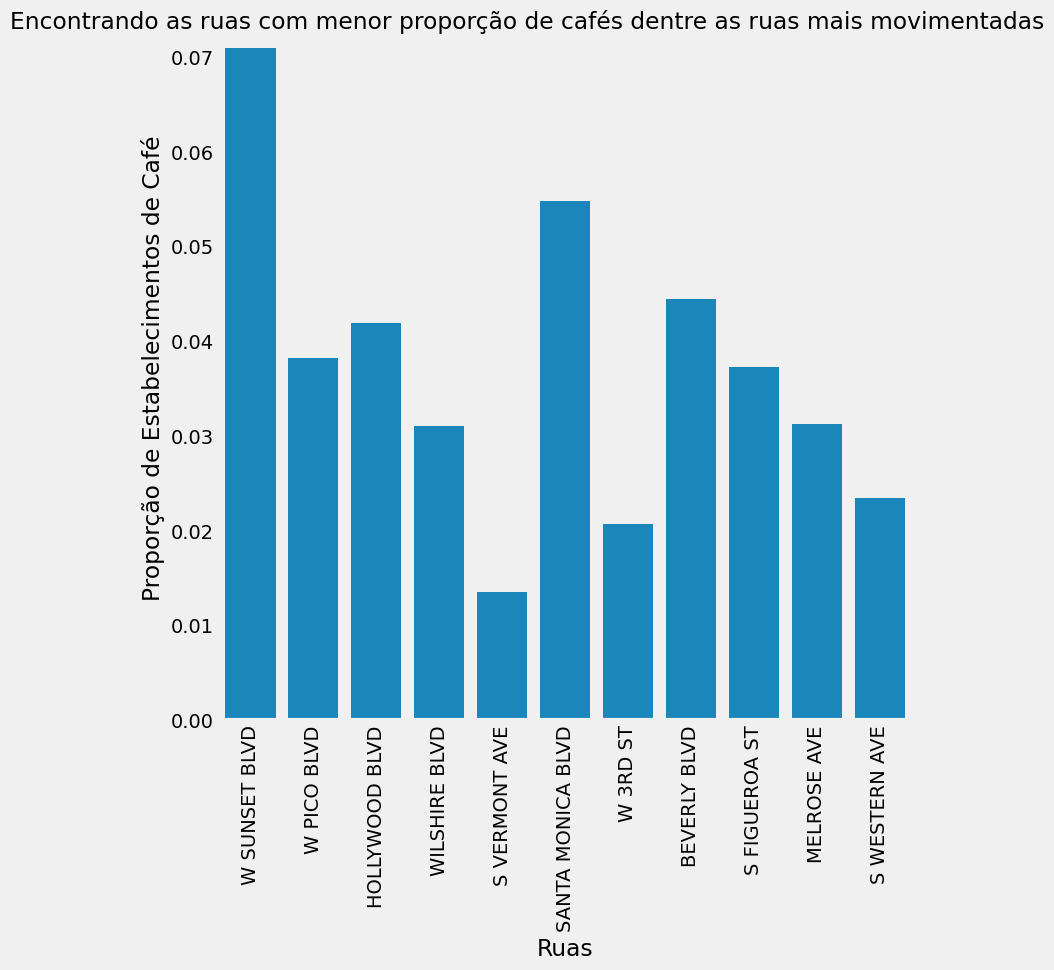 Encontrando as ruas com menor proporção de cafés dentre as ruas mais movimentadas
Proporção de Estabelecimentos de Café
0.07
0.06
0.05
0.04
0.03
0.02
0.01
0.00
W SUNSET BLVD
W PICO BLVD
HOLLYWOOD BLVD
WILSHIRE BLVD
S VERMONT AVE
SANTA MONICA BLVD
W 3RD ST
BEVERLY BLVD
S FIGUEROA ST
MELROSE AVE
S WESTERN AVE
Ruas